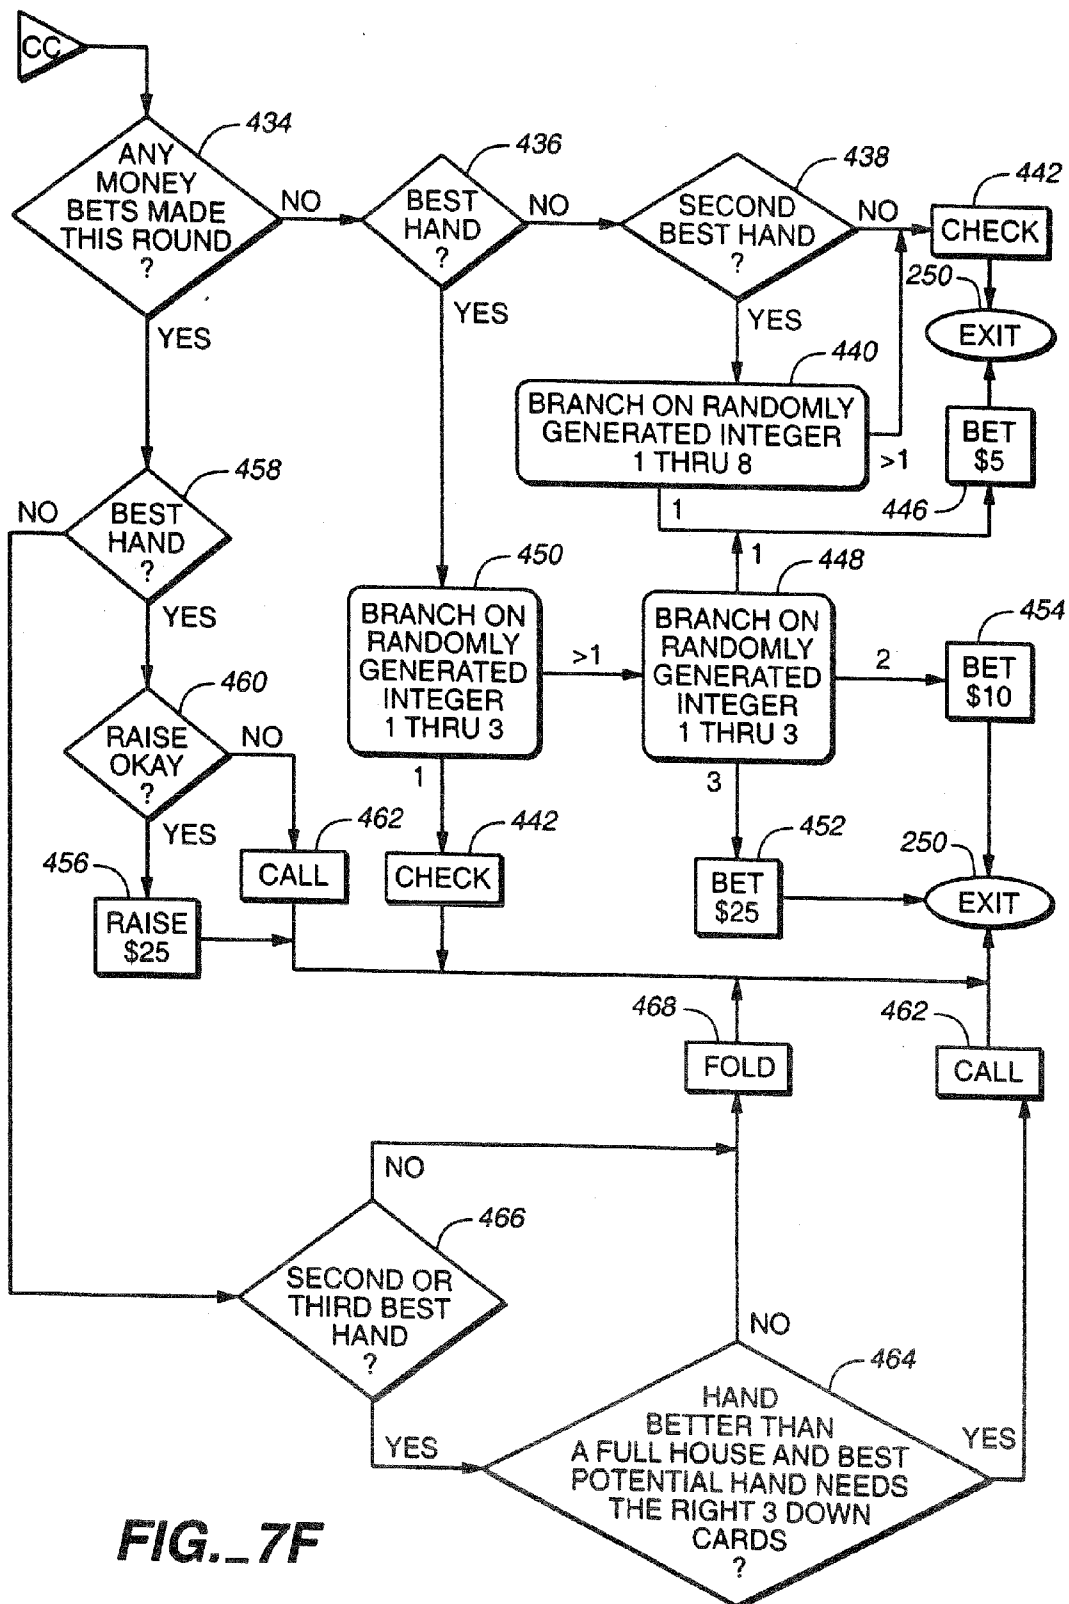 CC
434
ANY
MONEY
BETS MADE
THIS ROUND
?
NO
YES
436
BEST
HAND
?
NO
YES
438
SECOND
BEST HAND
?
NO
YES
442
CHECK
250
EXIT
440
BRANCH ON RANDOMLY
GENERATED INTEGER
1 THRU 8
>1
1
BET
$5
446
458
BEST
HAND
?
NO
YES
450
BRANCH ON
RANDOMLY
GENERATED
INTEGER
1 THRU 3
>1
1
448
1
BRANCH ON
RANDOMLY
GENERATED
INTEGER
1 THRU 3
2
3
454
BET
$10
460
RAISE
OKAY
?
NO
YES
456
RAISE
$25
462
CALL
442
CHECK
452
BET
$25
250
EXIT
468
FOLD
462
CALL
NO
466
SECOND OR
THIRD BEST
HAND
?
YES
NO
464
HAND
BETTER THAN
A FULL HOUSE AND BEST
POTENTIAL HAND NEEDS
THE RIGHT 3 DOWN
CARDS
?
YES
FIG._7F